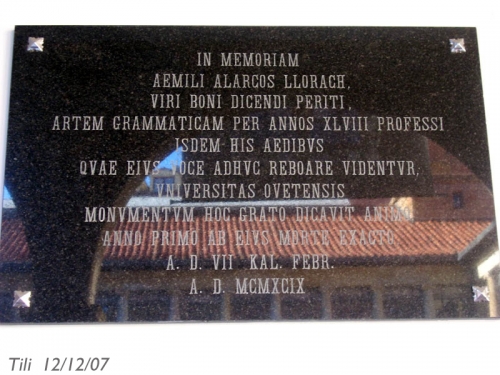 IN MEMORIAM
AEMILI ALARCOS LLORACH,
VIRI BONI DICENDI PERITI,
ARTEM GRAMMATICAM PER ANNOS XLVIII PROFESSI
ISDEM HIS AEDIBVS
QVAE EIVS VOCE ADHVC REBOARE VIDENTVR,
VNIVERSITAS OVETENSIS
MONVMENTVM HOC GRATO DICAVIT ANIMO,
ANNO PRIMO AB EIVS MORTE EXACTO
A. D. VII KAL. FEBR.
A. D. MCMXCIX
Tili 12/12/07